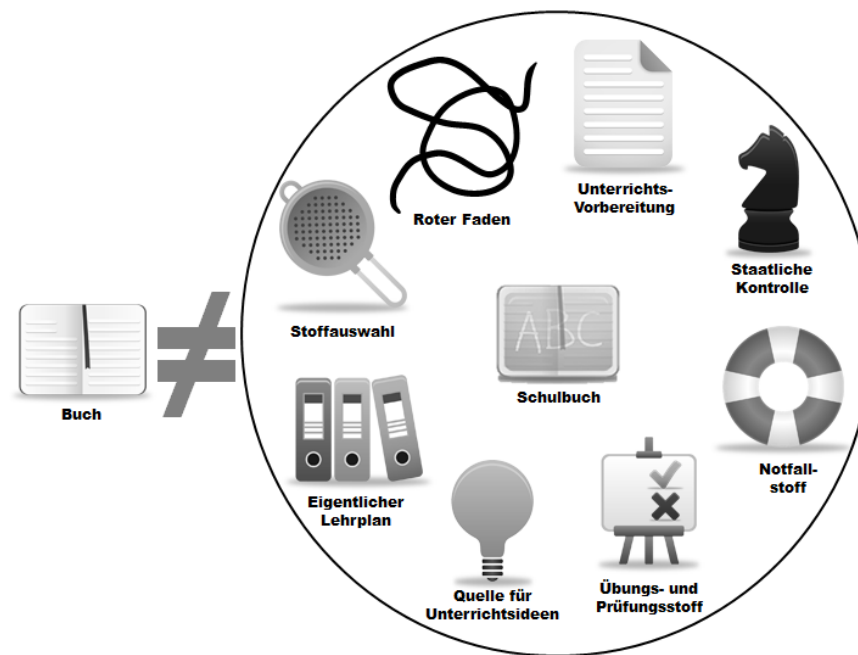 Roter Faden
Unterrichts-
Vorbereitung
Staatliche
Kontrolle
Stoffauswahl
ABC
Schulbuch
Buch
Notfall-
stoff
Eigentlicher
Lehrplan
Quelle für
Unterrichtsideen
Übungs- und
Prüfungsstoff